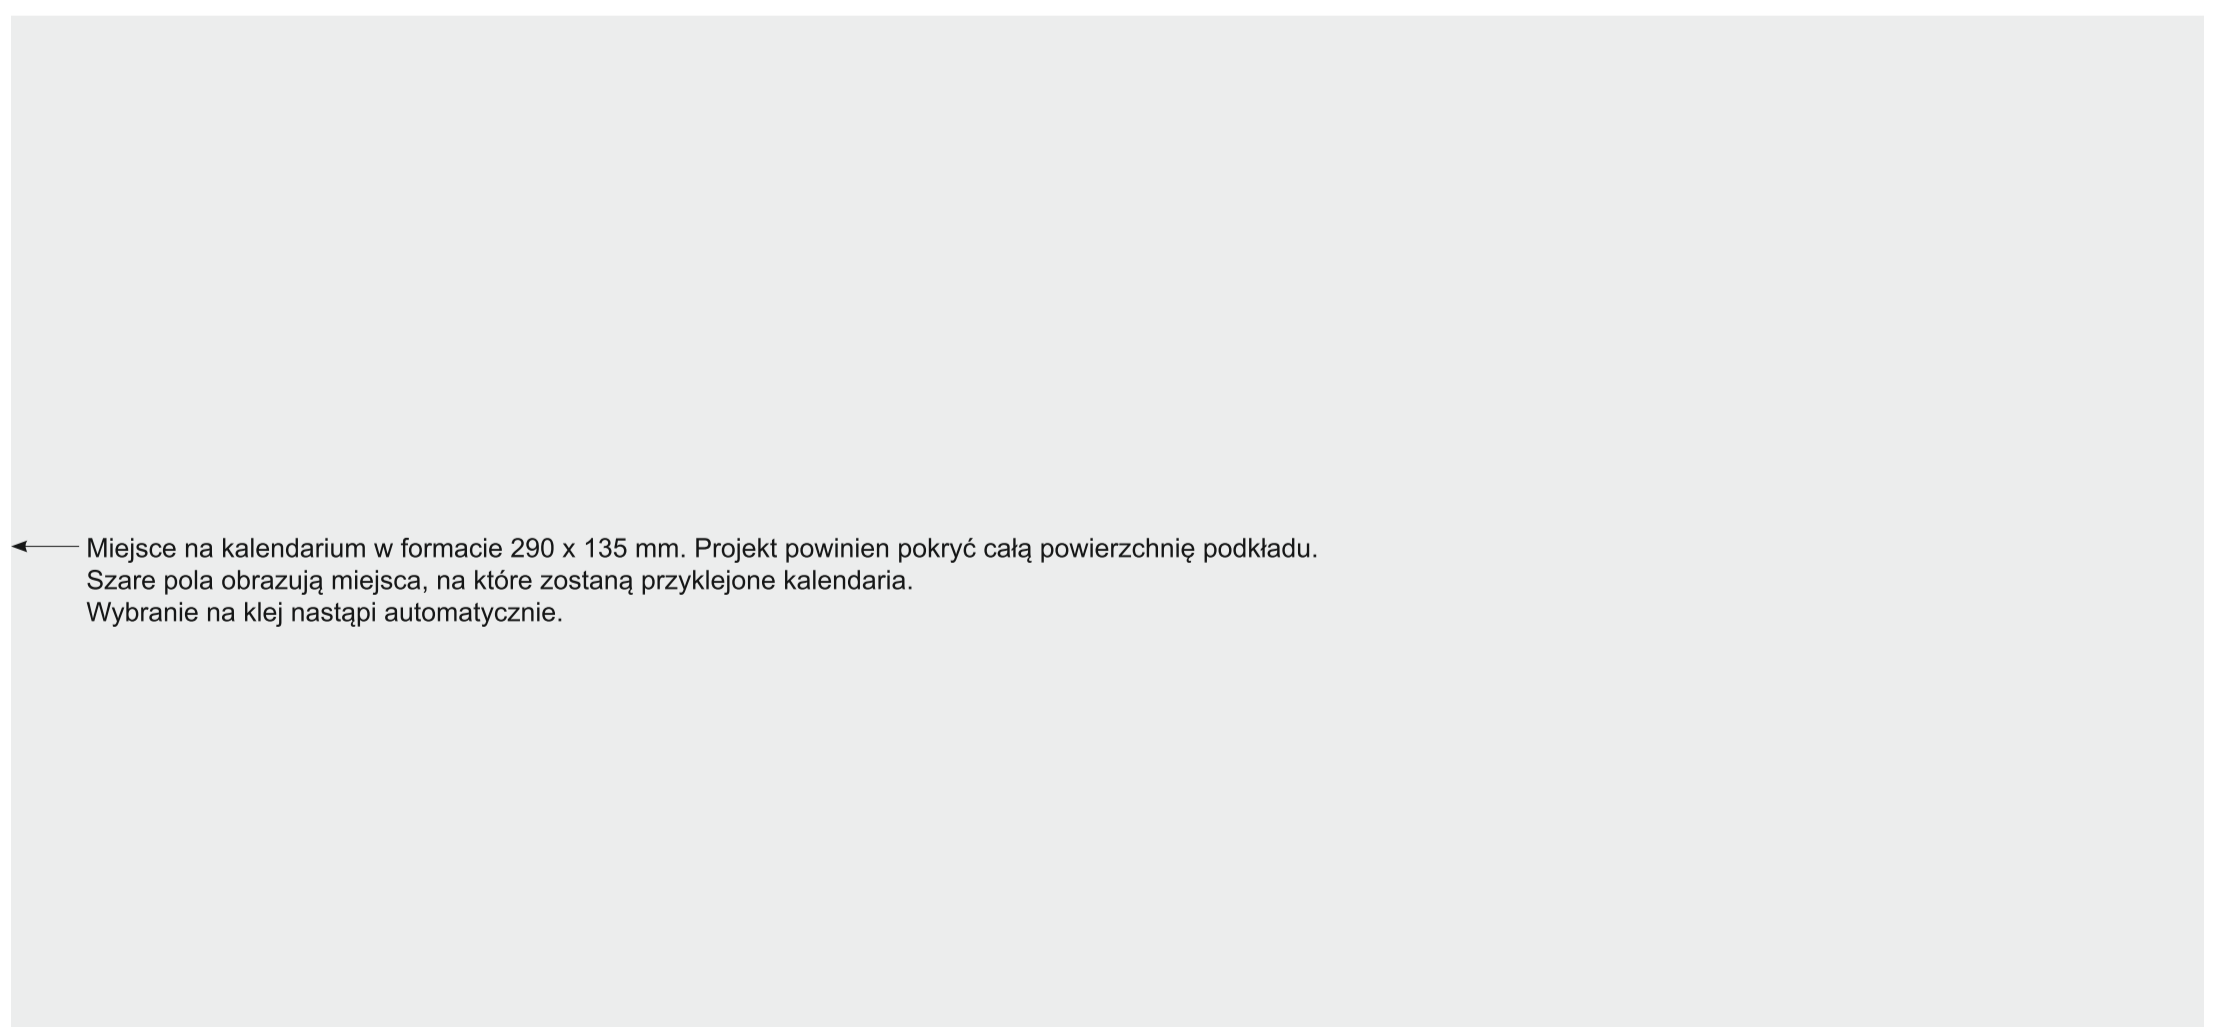 Miejsce na kalendarium w formacie 290 x 135 mm. Projekt powinien pokryć całą powierzchnię podkładu.
Szare pola obrazują miejsca, na które zostaną przyklejone kalendaria.
Wybranie na klej nastąpi automatycznie.